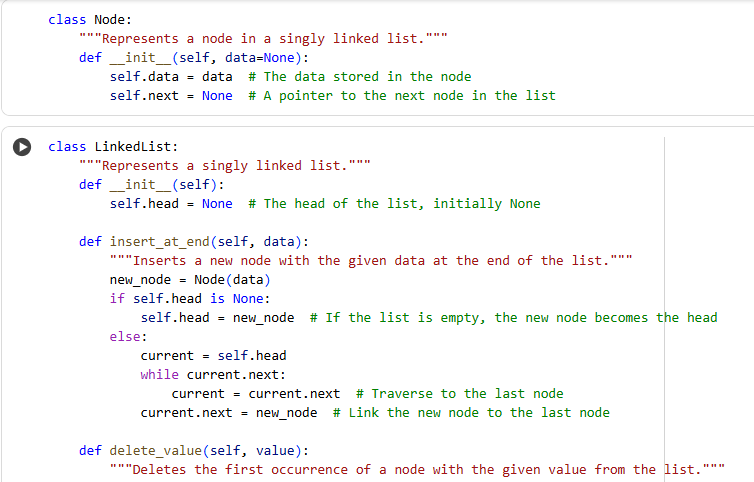 class Node:
    """Represents a node in a singly linked list."""
    def __init__(self, data=None):
        self.data = data  # The data stored in the node
        self.next = None  # A pointer to the next node in the list
class LinkedList:
    """Represents a singly linked list."""
    def __init__(self):
        self.head = None  # The head of the list, initially None
    def insert_at_end(self, data):
        """Inserts a new node with the given data at the end of the list."""
        new_node = Node(data)
        if self.head is None:
            self.head = new_node  # If the list is empty, the new node becomes the head
        else:
            current = self.head
            while current.next:
                current = current.next  # Traverse to the last node
            current.next = new_node  # Link the new node to the last node
    def delete_value(self, value):
        """Deletes the first occurrence of a node with the given value from the list."""